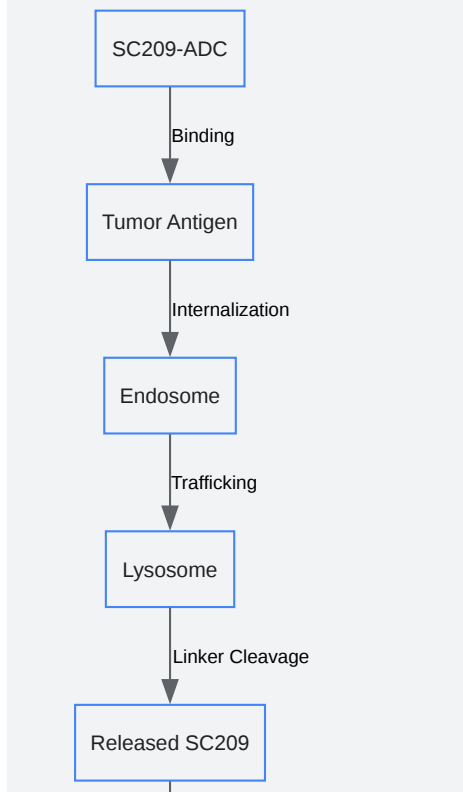 SC209-ADC
Binding
Tumor Antigen
Internalization
Endosome
Trafficking
Lysosome
Linker Cleavage
Released SC209